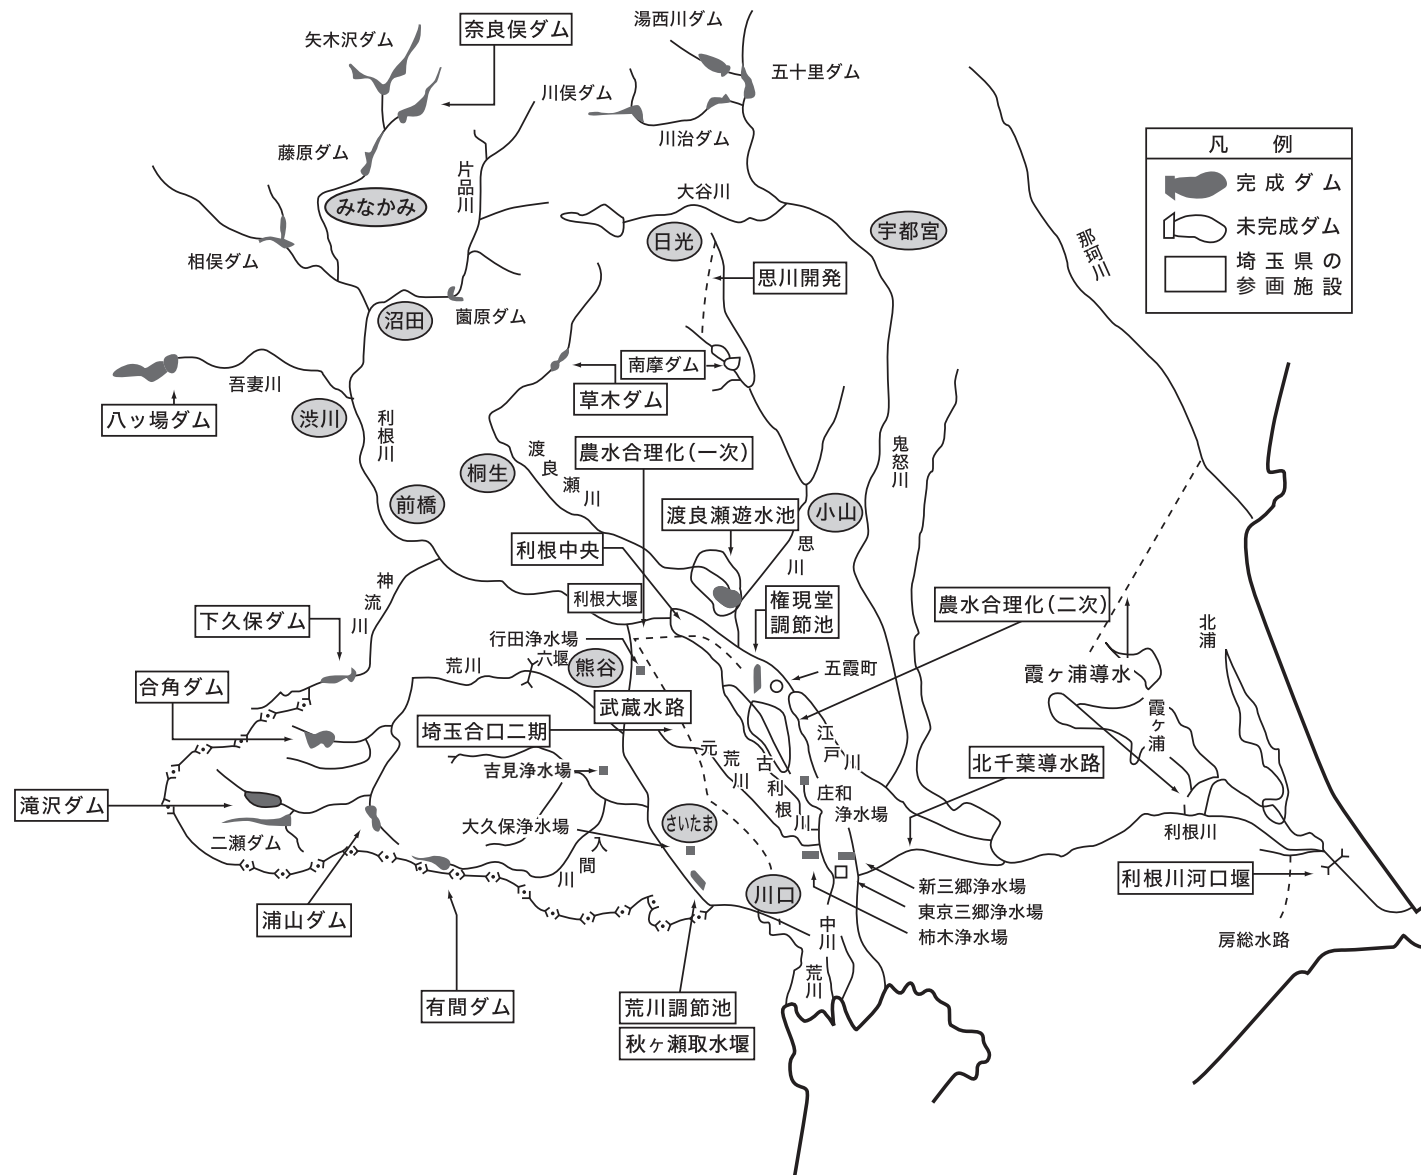 矢木沢ダム
奈良俣ダム
湯西川ダム
五十里ダム
川俣ダム
川治ダム
藤原ダム
片品川
みなかみ
大谷川
日光
宇都宮
那珂川
相俣ダム
思川開発
沼田
薗原ダム
凡 例
完成ダム
未完成ダム
埼玉県の
参画施設
南摩ダム
草木ダム
吾妻川
八ッ場ダム
渋川
利根川
農水合理化(一次)
鬼怒川
渡良瀬川
桐生
前橋
渡良瀬遊水池
小山
利根中央
思川
神流川
利根大堰
権現堂
調節池
農水合理化(二次)
下久保ダム
行田浄水場
六堰
熊谷
荒川
五霞町
北浦
霞ヶ浦導水
合角ダム
武蔵水路
霞ヶ浦
埼玉合口二期
元荒川
古利根川
江戸川
北千葉導水路
吉見浄水場
滝沢ダム
庄和
浄水場
さいたま
大久保浄水場
利根川
二瀬ダム
入間川
利根川河口堰
川口
新三郷浄水場
東京三郷浄水場
柿木浄水場
浦山ダム
中川
房総水路
荒川
有間ダム
荒川調節池
秋ヶ瀬取水堰